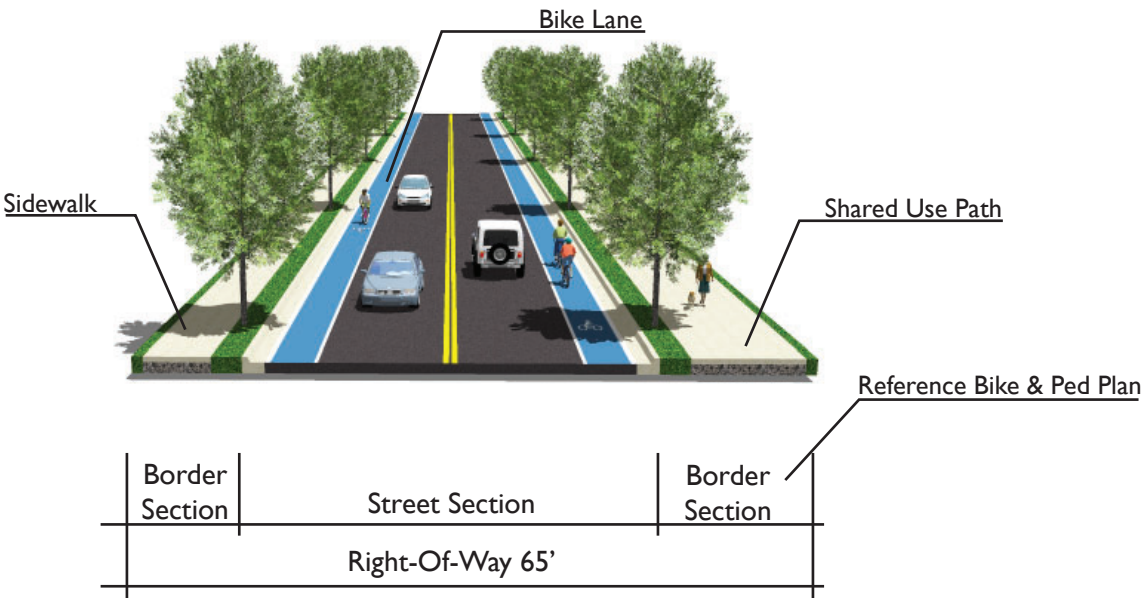 Bike Lane
Sidewalk
Shared Use Path
Reference Bike & Ped Plan
Border
Section
Street Section
Border
Section
Right-Of-Way 65’